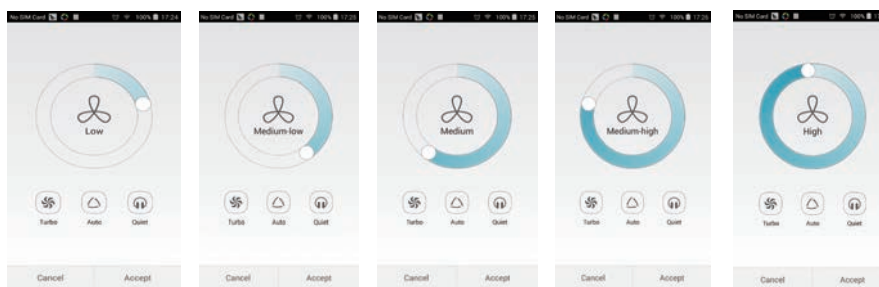 No SIM Card 100% 17:24
Low
Turbo Auto Quiet
Cancel Accept
No SIM Card 100% 17:25
Medium-low
Turbo Auto Quiet
Cancel Accept
No SIM Card 100% 17:25
Medium
Turbo Auto Quiet
Cancel Accept
No SIM Card 100% 17:25
Medium-high
Turbo Auto Quiet
Cancel Accept
No SIM Card 100%
High
Turbo Auto Quiet
Cancel Accept